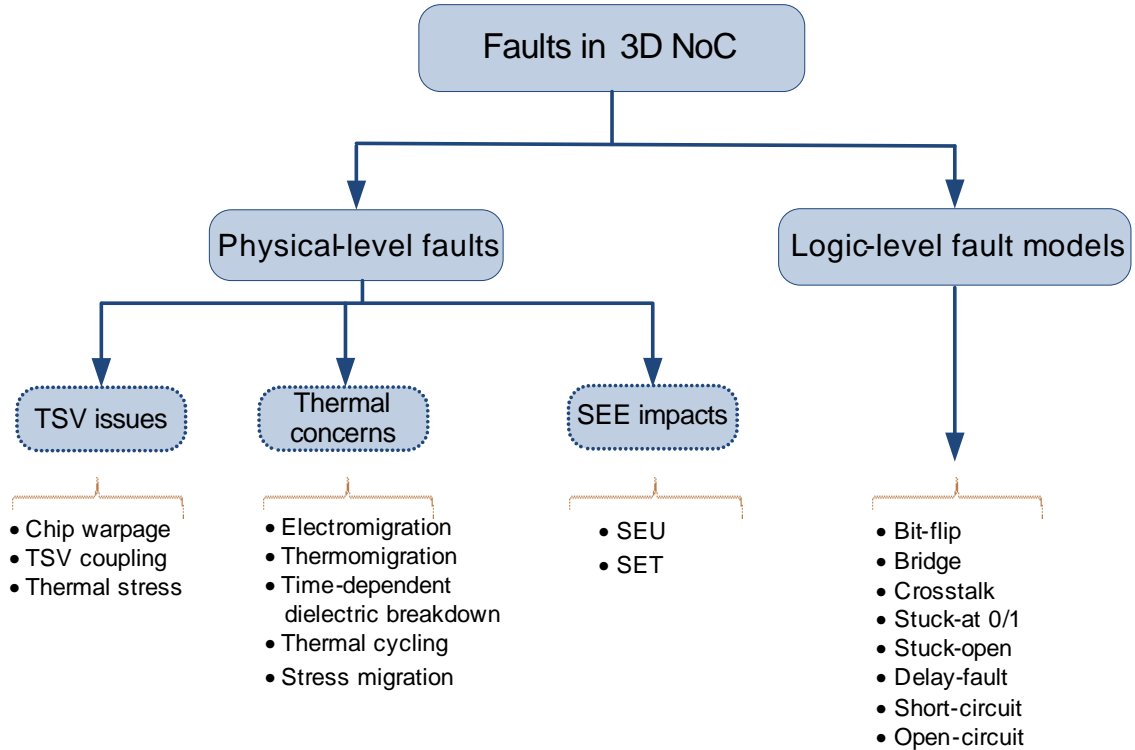 Faults in 3D NoC
Physical-level faults
Logic-level fault models
TSV issues
Thermal
concerns
SEE impacts
• Chip warpage
• TSV coupling
• Thermal stress
• Electromigration
• Thermomigration
• Time-dependent
dielectric breakdown
• Thermal cycling
• Stress migration
• SEU
• SET
• Bit-flip
• Bridge
• Crosstalk
• Stuck-at 0/1
• Stuck-open
• Delay-fault
• Short-circuit
• Open-circuit